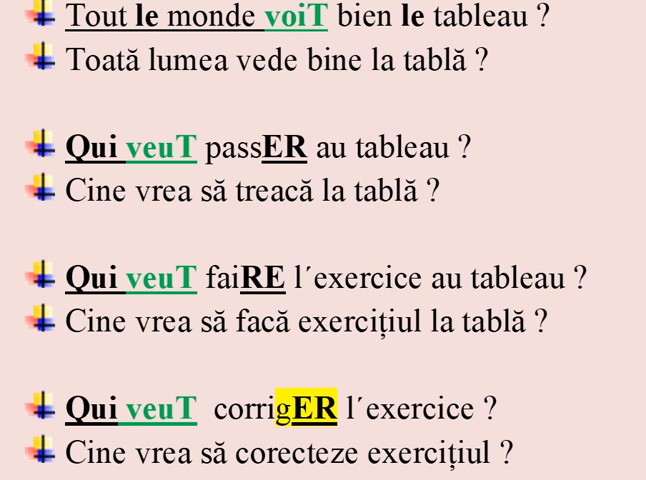 Tout le monde voiT bien le tableau ?
Toată lumea vede bine la tablă ?
Qui veuT passER au tableau ?
Cine vrea să treacă la tablă ?
Qui veuT faiRE l´exercice au tableau ?
Cine vrea să facă exercițiul la tablă ?
Qui veuT corrigER l´exercice ?
Cine vrea să corecteze exercițiul ?